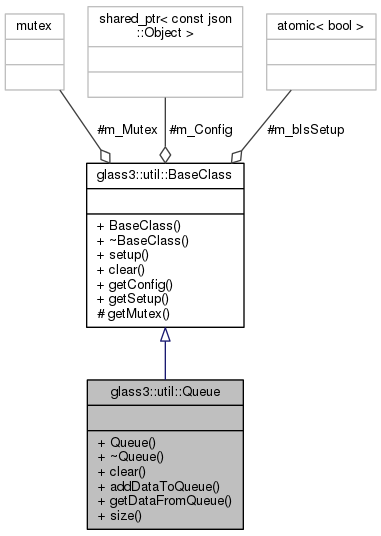 mutex
shared_ptr< const json
::Object >
atomic< bool >
#m_Mutex
#m_Config
#m_bIsSetup
glass3::util::BaseClass
+ BaseClass()
+ ~BaseClass()
+ setup()
+ clear()
+ getConfig()
+ getSetup()
# getMutex()
glass3::util::Queue
+ Queue()
+ ~Queue()
+ clear()
+ addDataToQueue()
+ getDataFromQueue()
+ size()